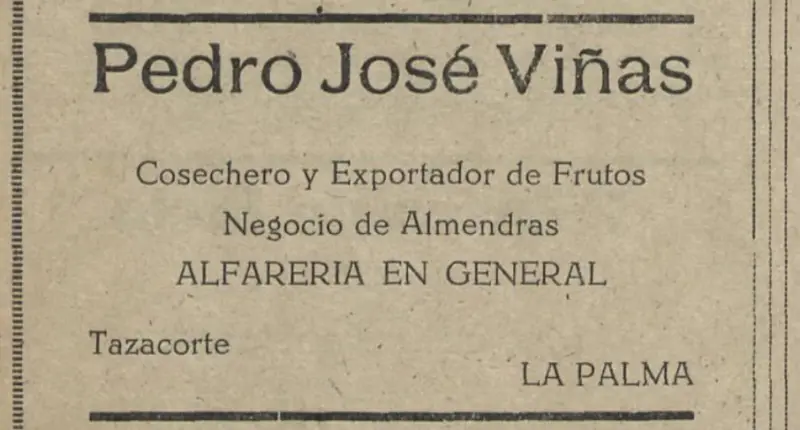 Pedro José Viñas
Cosechero y Exportador de Frutos
Negocio de Almendras
ALFARERIA EN GENERAL
Tazacorte
LA PALMA